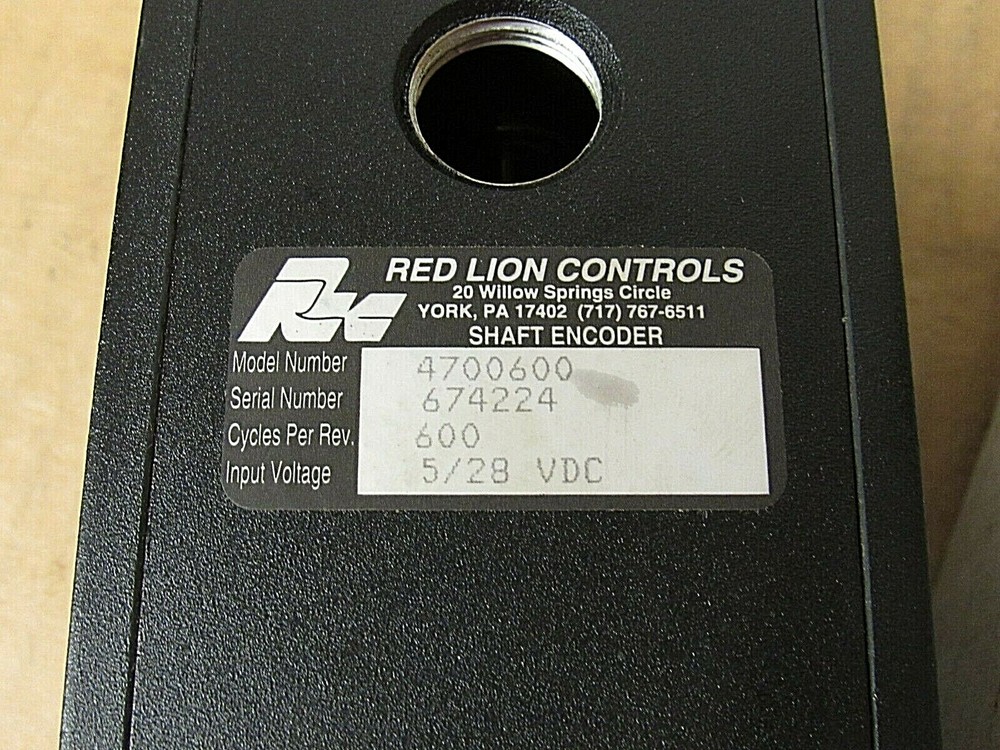 RLC
RED LION CONTROLS
20 Willow Springs Circle
YORK, PA 17402 (717) 767-6511
SHAFT ENCODER
Model Number 4700600
Serial Number 674224
Cycles Per Rev. 600
Input Voltage 5/28 VDC